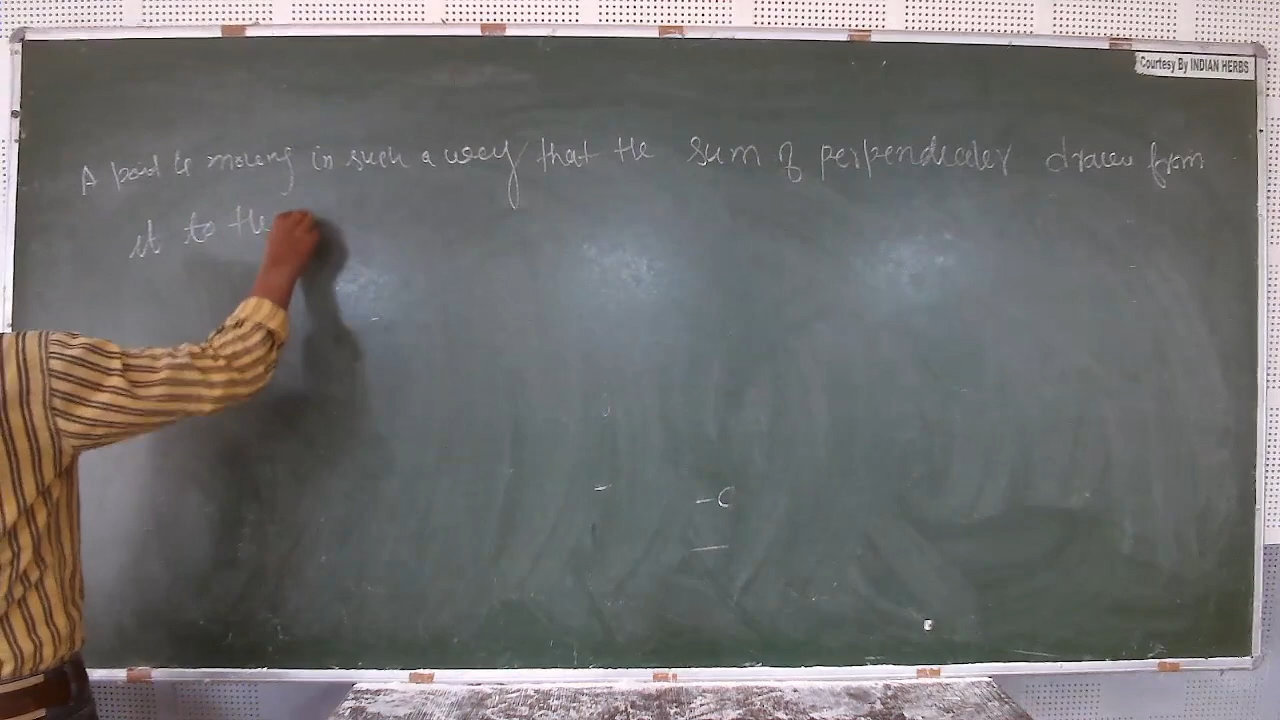 Courtesy By INDIAN HERBS
A point is moving in such a way that the sum of perpendicular drawn from
it to the
- C